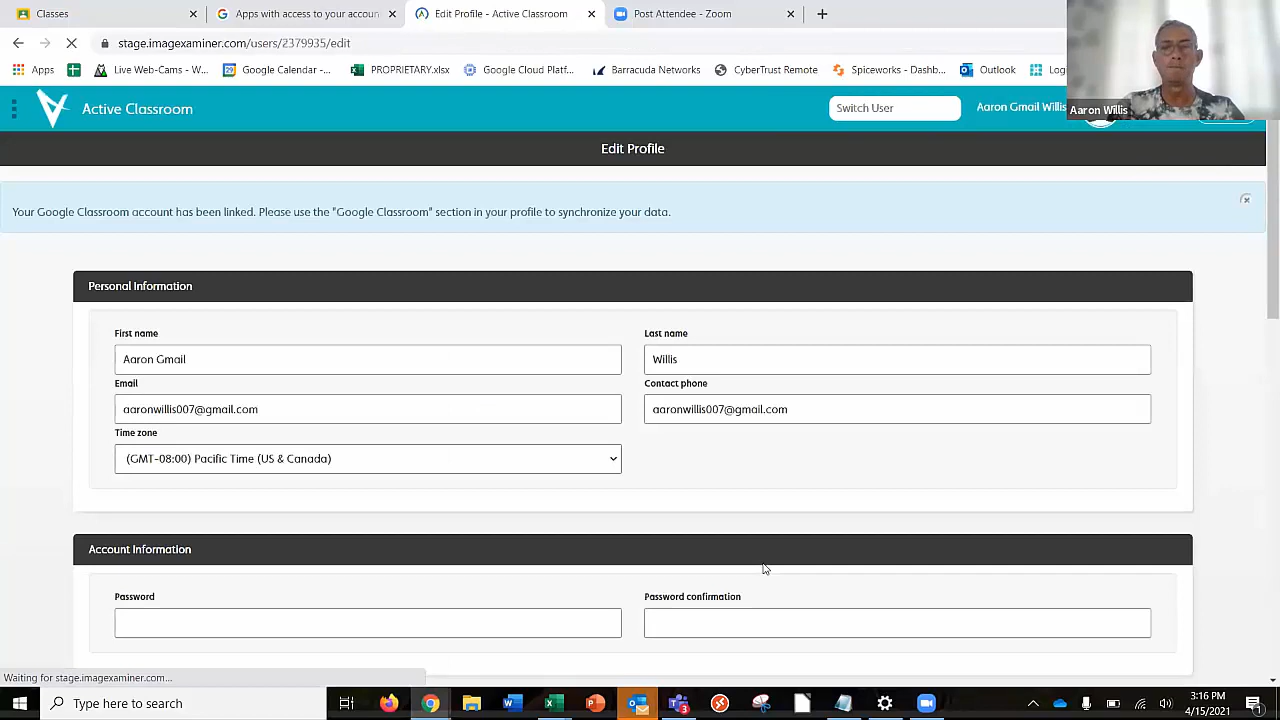 Classes
Apps with access to your accoun
Edit Profile - Active Classroom
Post Attendee - Zoom
stage.imagexaminer.com/users/2379935/edit
Apps
Live Web-Cams - W...
Google Calendar -...
PROPRIETARY.xlsx
Google Cloud Platf...
Barracuda Networks
CyberTrust Remote
Spiceworks - Dashb...
Outlook
Log
Active Classroom
Switch User
Aaron Gmail Willis
Aaron Willis
Edit Profile
Your Google Classroom account has been linked. Please use the "Google Classroom" section in your profile to synchronize your data.
Personal Information
First name
Last name
Aaron Gmail
Willis
Email
Contact phone
aaronwillis007@gmail.com
aaronwillis007@gmail.com
Time zone
(GMT-08:00) Pacific Time (US & Canada)
Account Information
Password
Password confirmation
Waiting for stage.imagexaminer.com...
Type here to search
3:16 PM
4/15/2021